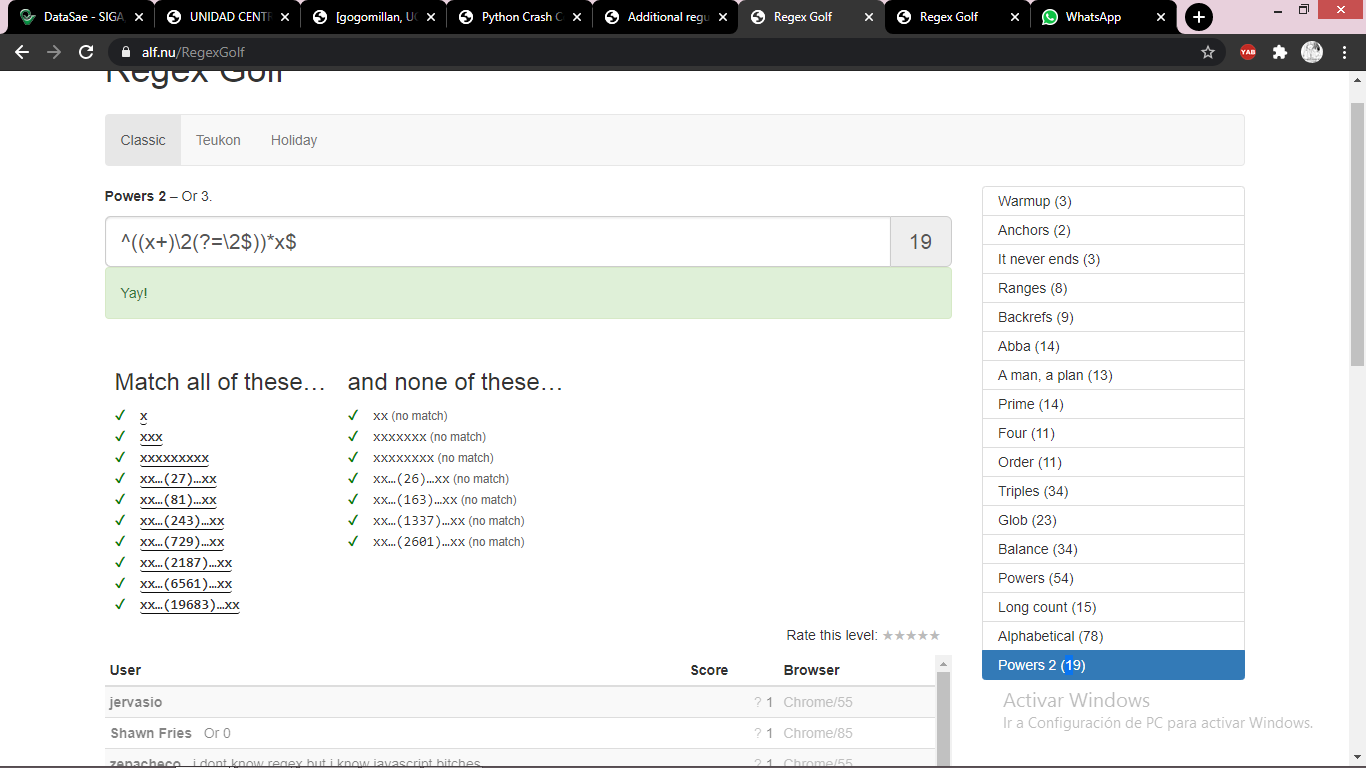 DataSae - SIGA
UNIDAD CENT
[gogomillan, U
Python Crash C
Additional regu
Regex Golf
Regex Golf
WhatsApp
alf.nu/RegexGolf
YAB
Regex Golf
Classic Teukon Holiday
Powers 2 – Or 3.
^((x+)\2(?=\2$))*x$ 19
Yay!
Match all of these… and none of these…
x xx (no match)
xxx xxxxxxx (no match)
xxxxxxxxx xxxxxxxx (no match)
xx…(27)…xx xx…(26)…xx (no match)
xx…(81)…xx xx…(163)…xx (no match)
xx…(243)…xx xx…(1337)…xx (no match)
xx…(729)…xx xx…(2601)…xx (no match)
xx…(2187)…xx
xx…(6561)…xx
xx…(19683)…xx
Rate this level: ★★★★★
User Score Browser
jervasio ? 1 Chrome/55
Shawn Fries Or 0 ? 1 Chrome/85
zepacheco i dont know regex but i know javascript bitches ? 1 Chrome/55
Warmup (3)
Anchors (2)
It never ends (3)
Ranges (8)
Backrefs (9)
Abba (14)
A man, a plan (13)
Prime (14)
Four (11)
Order (11)
Triples (34)
Glob (23)
Balance (34)
Powers (54)
Long count (15)
Alphabetical (78)
Powers 2 (19)
Activar Windows
Ir a Configuración de PC para activar Windows.